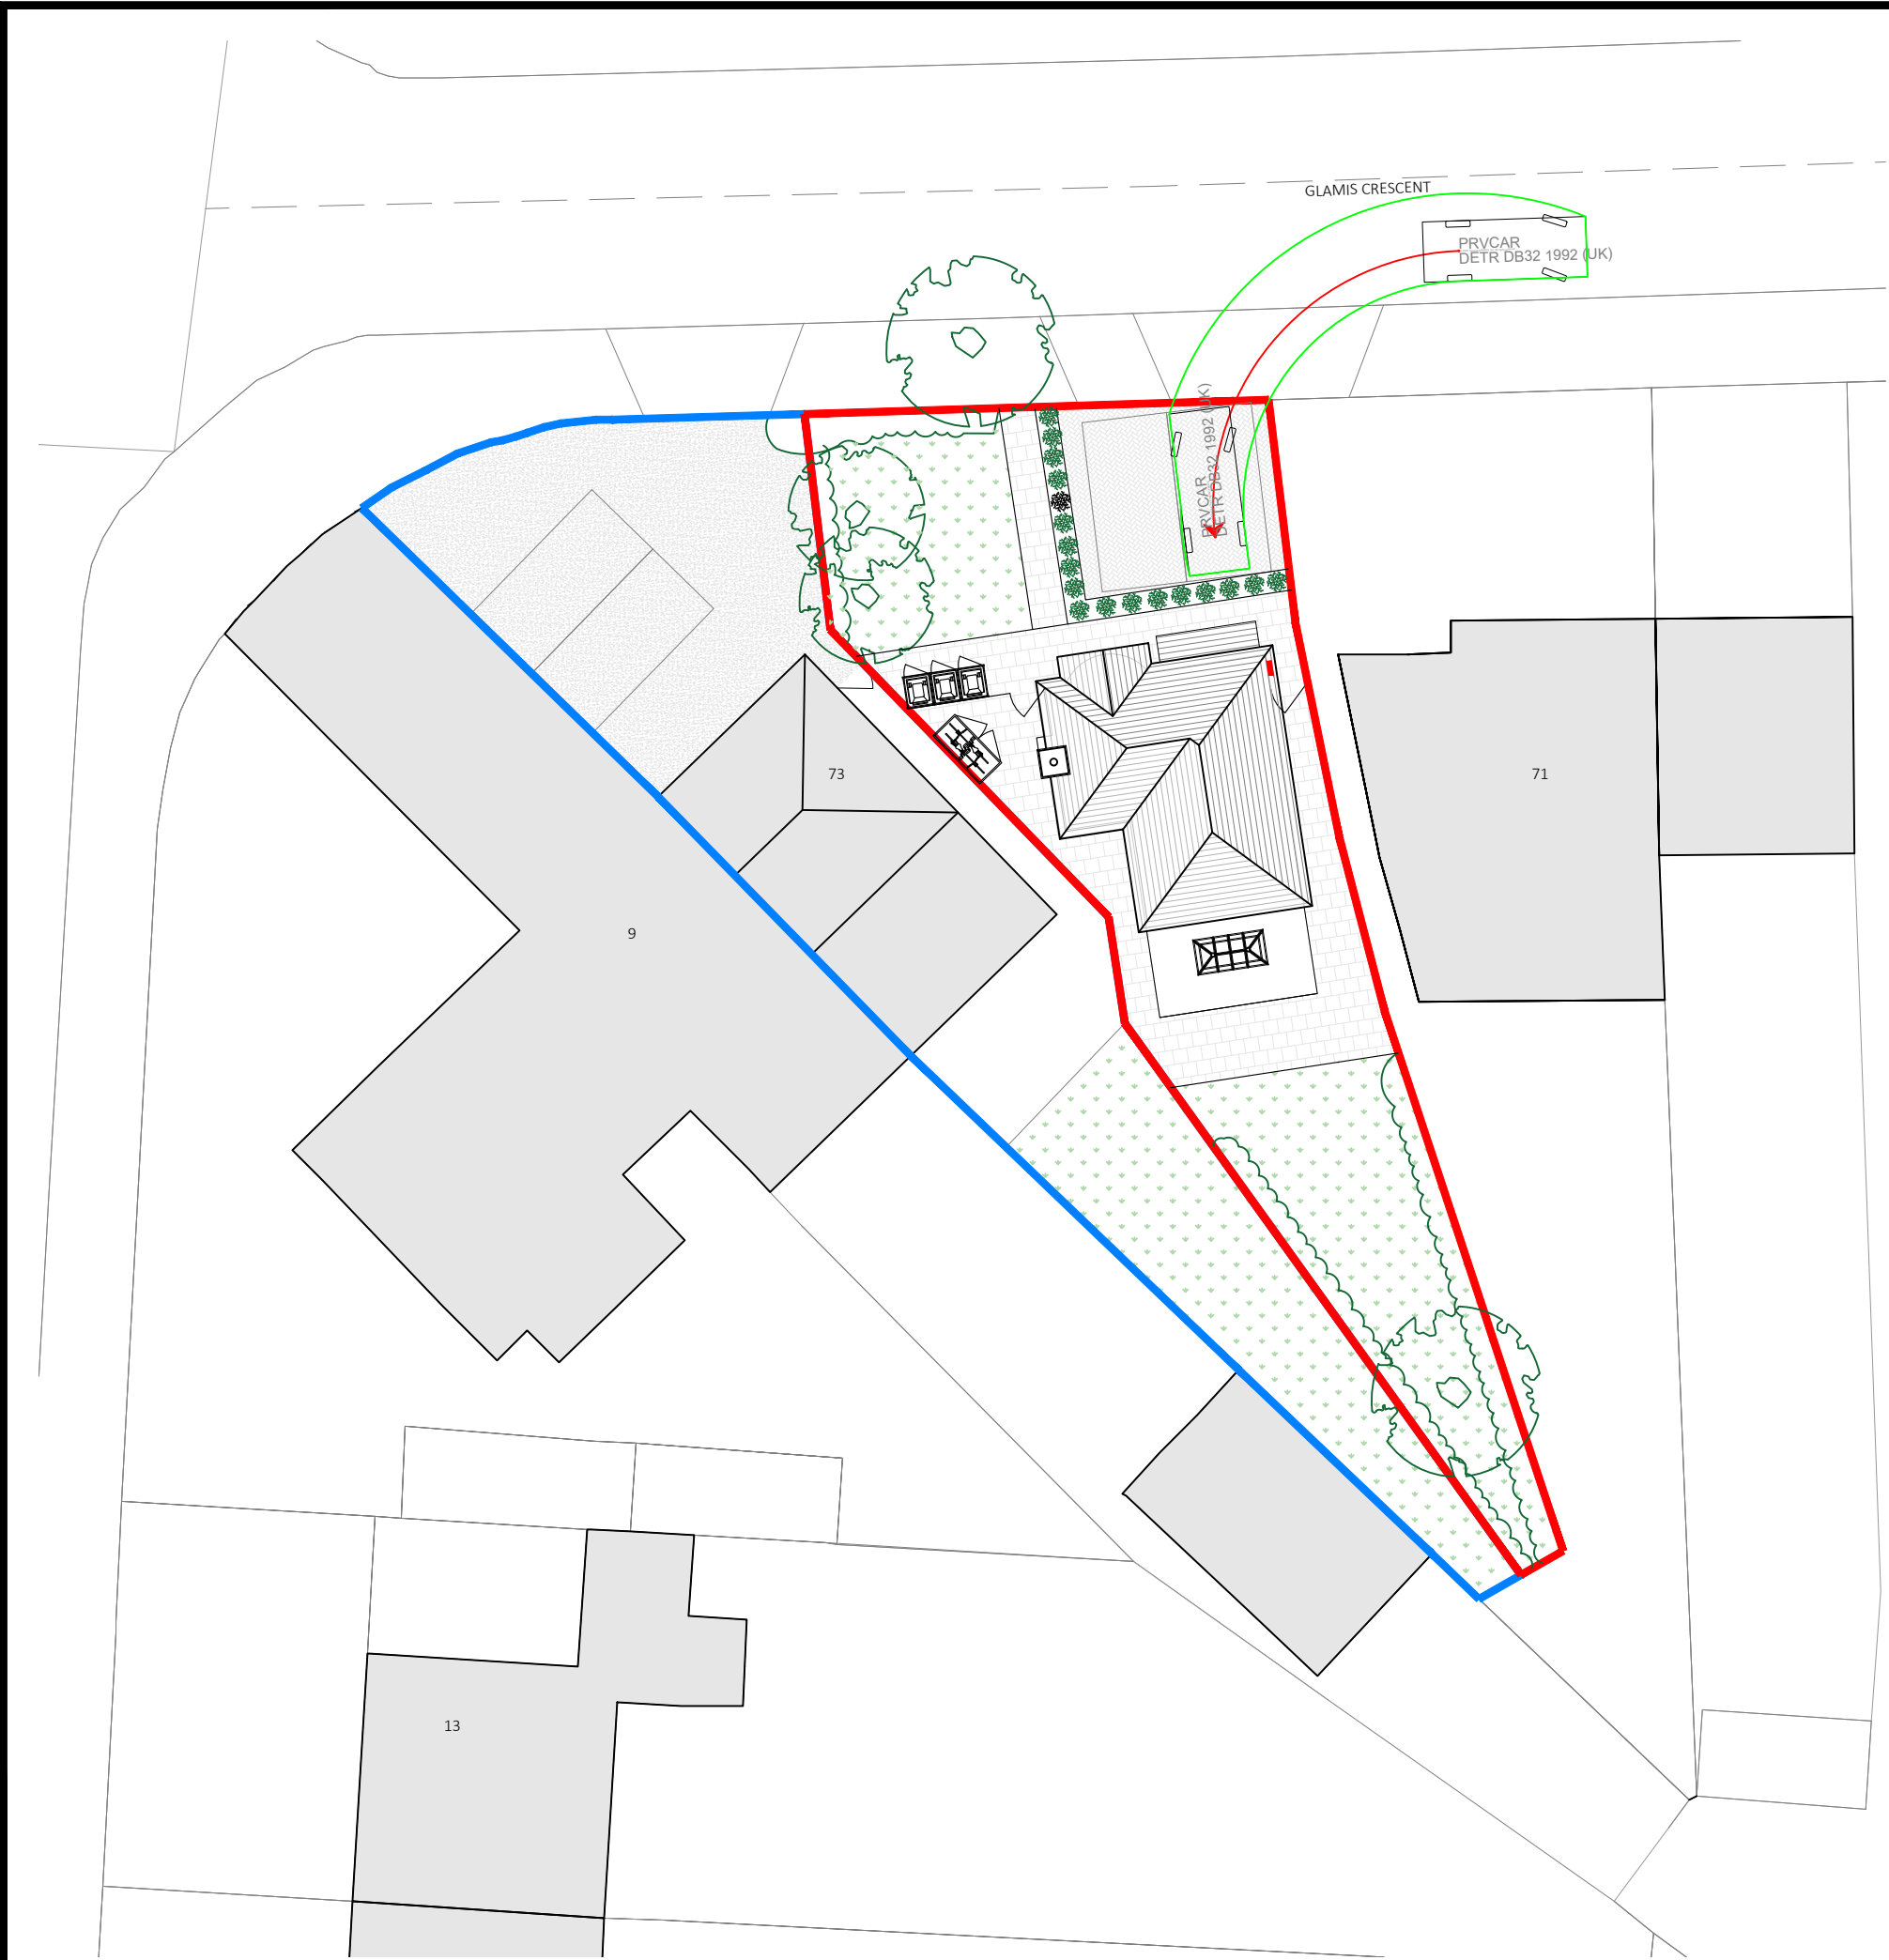 GLAMIS CRESCENT
PRVCAR
DETR DB32 1992 (UK)
PRVCAR
DETR DB32 1992 (UK)
73
71
9
13